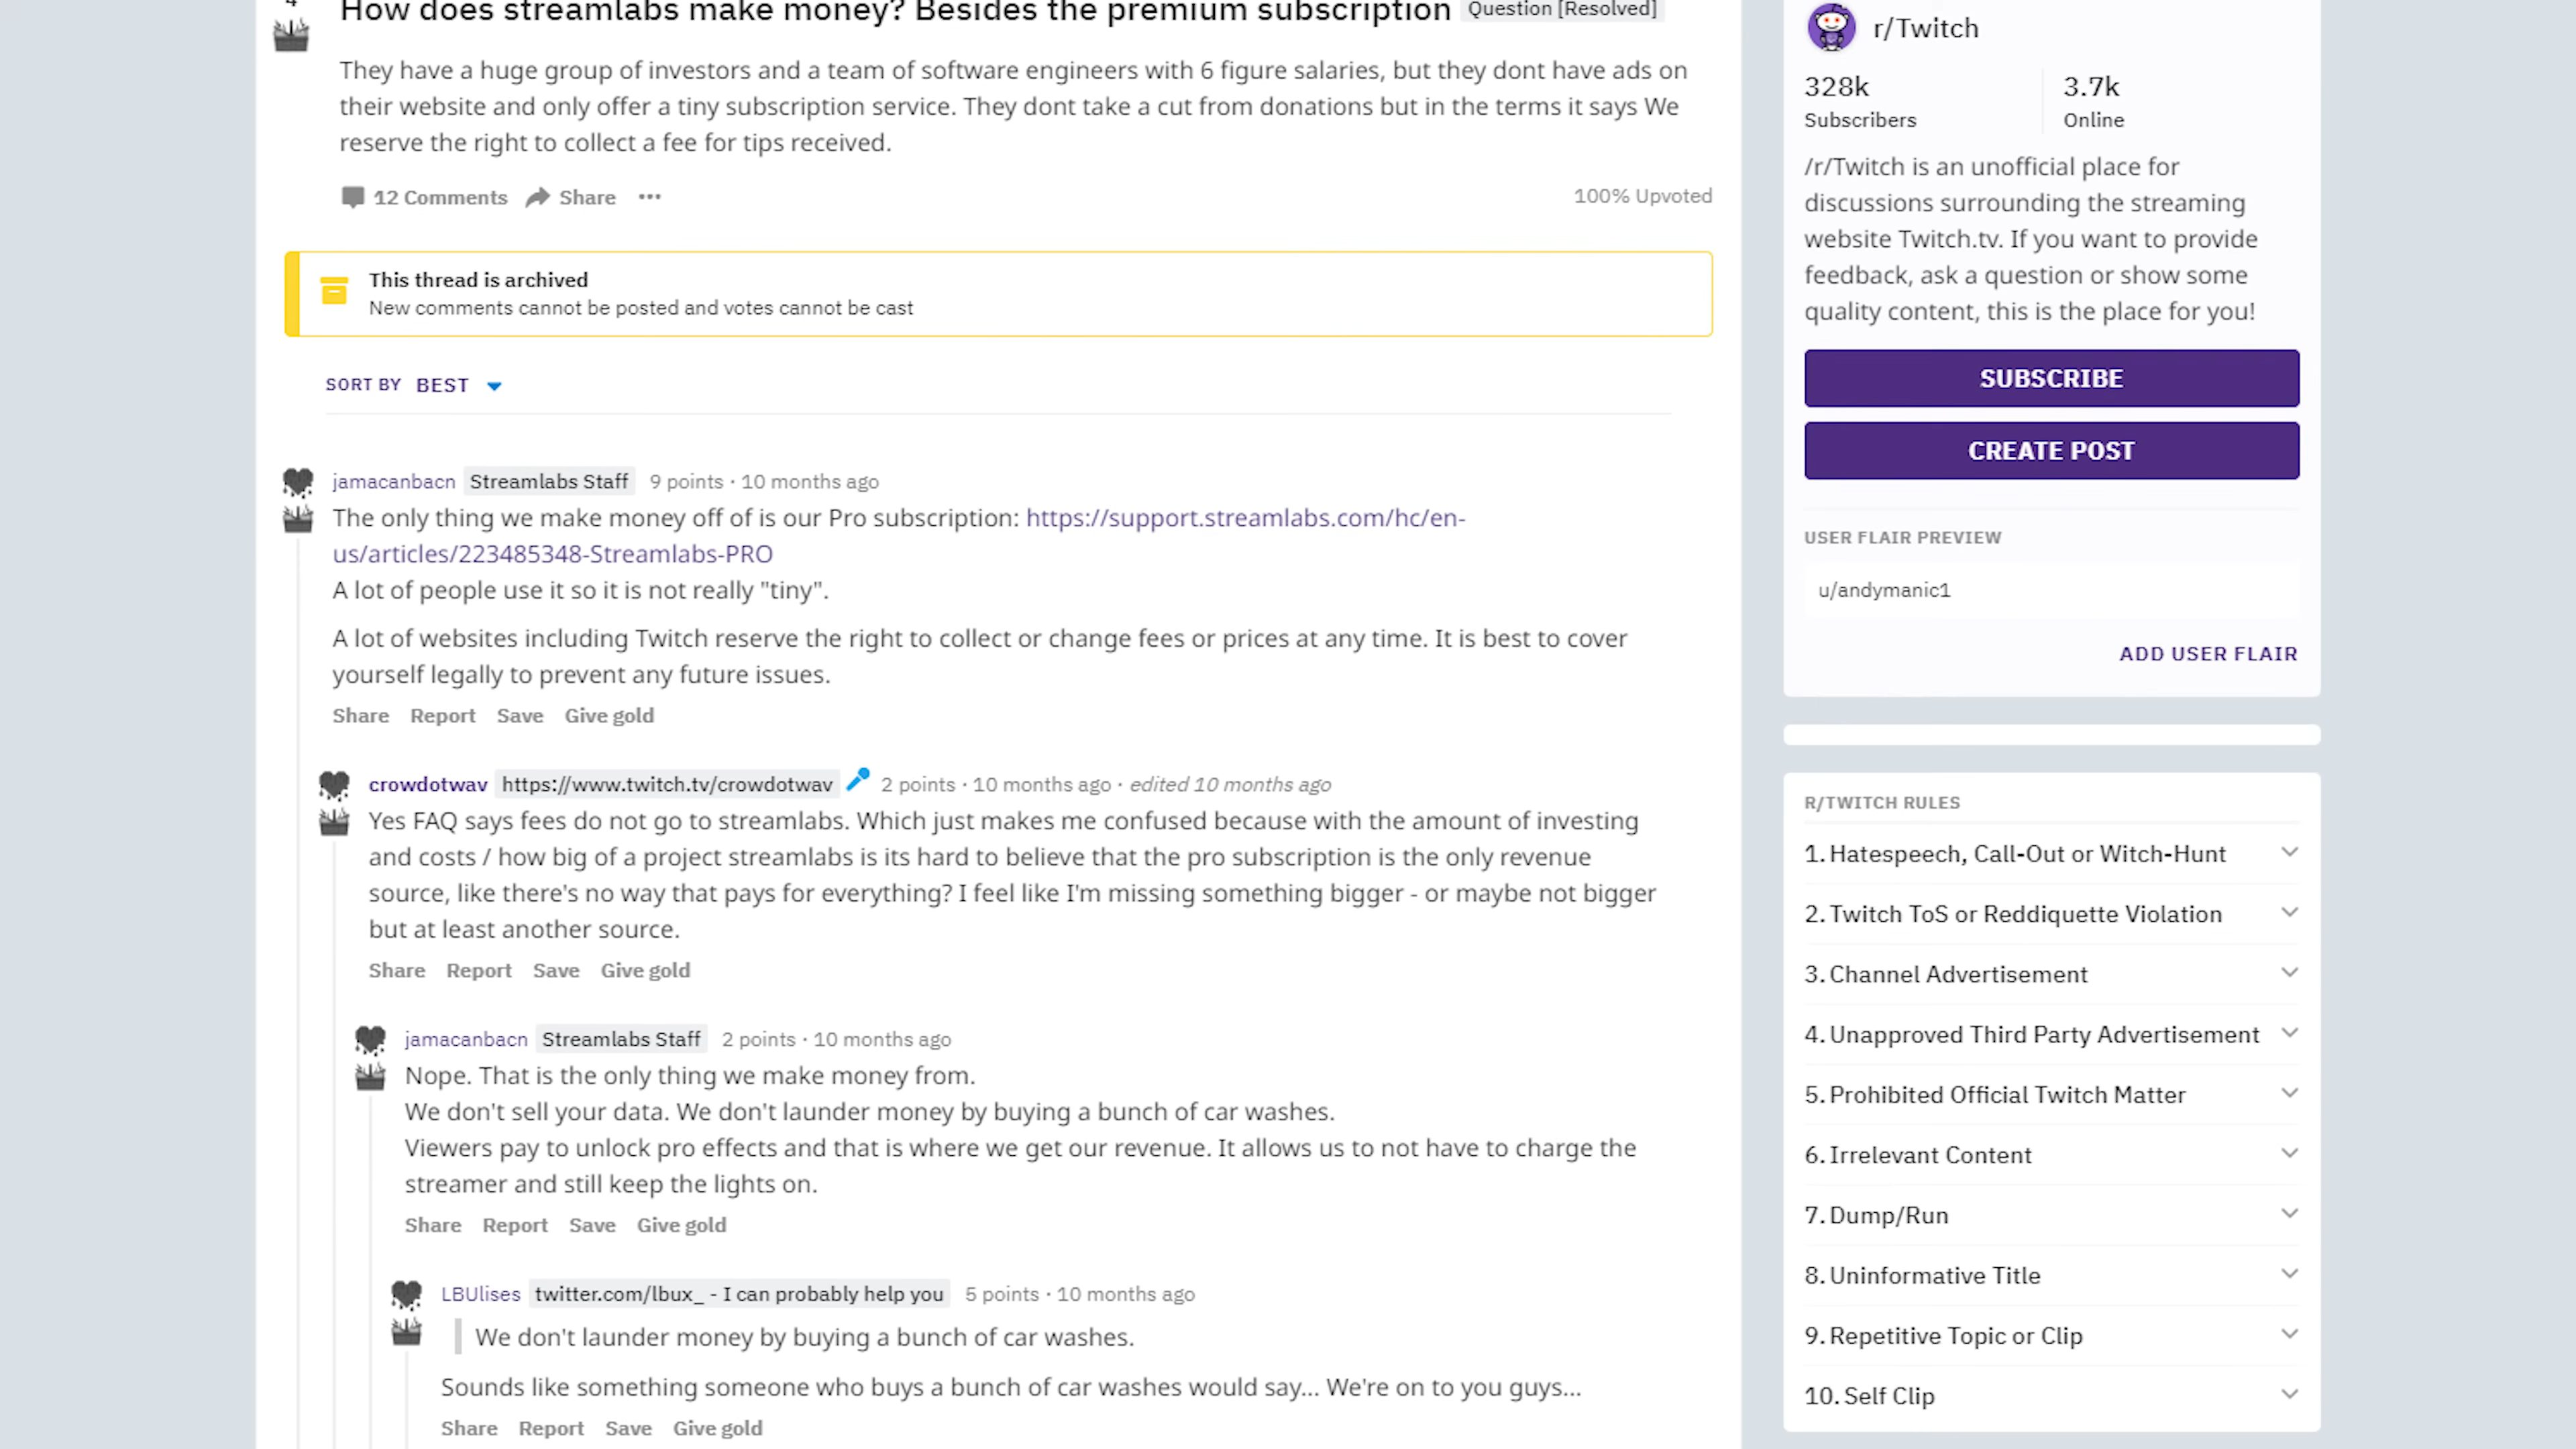 4
How does streamlabs make money? Besides the premium subscription Question [Resolved]
They have a huge group of investors and a team of software engineers with 6 figure salaries, but they dont have ads on
their website and only offer a tiny subscription service. They dont take a cut from donations but in the terms it says We
reserve the right to collect a fee for tips received.
12 Comments Share ...
100% Upvoted
This thread is archived
New comments cannot be posted and votes cannot be cast
SORT BY BEST
jamacanbacn Streamlabs Staff 9 points · 10 months ago
The only thing we make money off of is our Pro subscription: https://support.streamlabs.com/hc/en-
us/articles/223485348-Streamlabs-PRO
A lot of people use it so it is not really "tiny".
A lot of websites including Twitch reserve the right to collect or change fees or prices at any time. It is best to cover
yourself legally to prevent any future issues.
Share Report Save Give gold
crowdotwav https://www.twitch.tv/crowdotwav 2 points · 10 months ago · edited 10 months ago
Yes FAQ says fees do not go to streamlabs. Which just makes me confused because with the amount of investing
and costs / how big of a project streamlabs is its hard to believe that the pro subscription is the only revenue
source, like there's no way that pays for everything? I feel like I'm missing something bigger - or maybe not bigger
but at least another source.
Share Report Save Give gold
jamacanbacn Streamlabs Staff 2 points · 10 months ago
Nope. That is the only thing we make money from.
We don't sell your data. We don't launder money by buying a bunch of car washes.
Viewers pay to unlock pro effects and that is where we get our revenue. It allows us to not have to charge the
streamer and still keep the lights on.
Share Report Save Give gold
LBUlises twitter.com/lbux_ - I can probably help you 5 points · 10 months ago
We don't launder money by buying a bunch of car washes.
Sounds like something someone who buys a bunch of car washes would say... We're on to you guys...
Share Report Save Give gold
r/Twitch
328k
Subscribers
3.7k
Online
/r/Twitch is an unofficial place for
discussions surrounding the streaming
website Twitch.tv. If you want to provide
feedback, ask a question or show some
quality content, this is the place for you!
SUBSCRIBE
CREATE POST
USER FLAIR PREVIEW
u/andymanic1
ADD USER FLAIR
R/TWITCH RULES
1. Hatespeech, Call-Out or Witch-Hunt
2. Twitch ToS or Reddiquette Violation
3. Channel Advertisement
4. Unapproved Third Party Advertisement
5. Prohibited Official Twitch Matter
6. Irrelevant Content
7. Dump/Run
8. Uninformative Title
9. Repetitive Topic or Clip
10. Self Clip